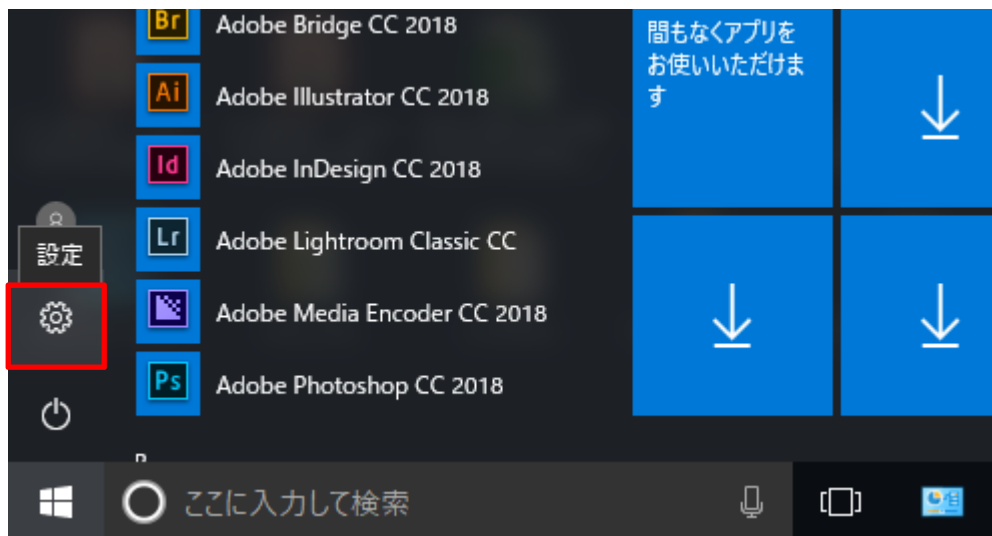 Br Adobe Bridge CC 2018
Ai Adobe Illustrator CC 2018
Id Adobe InDesign CC 2018
Lr Adobe Lightroom Classic CC
Adobe Media Encoder CC 2018
Ps Adobe Photoshop CC 2018
間もなくアプリを
お使いいただけま
す
設定
ここに入力して検索